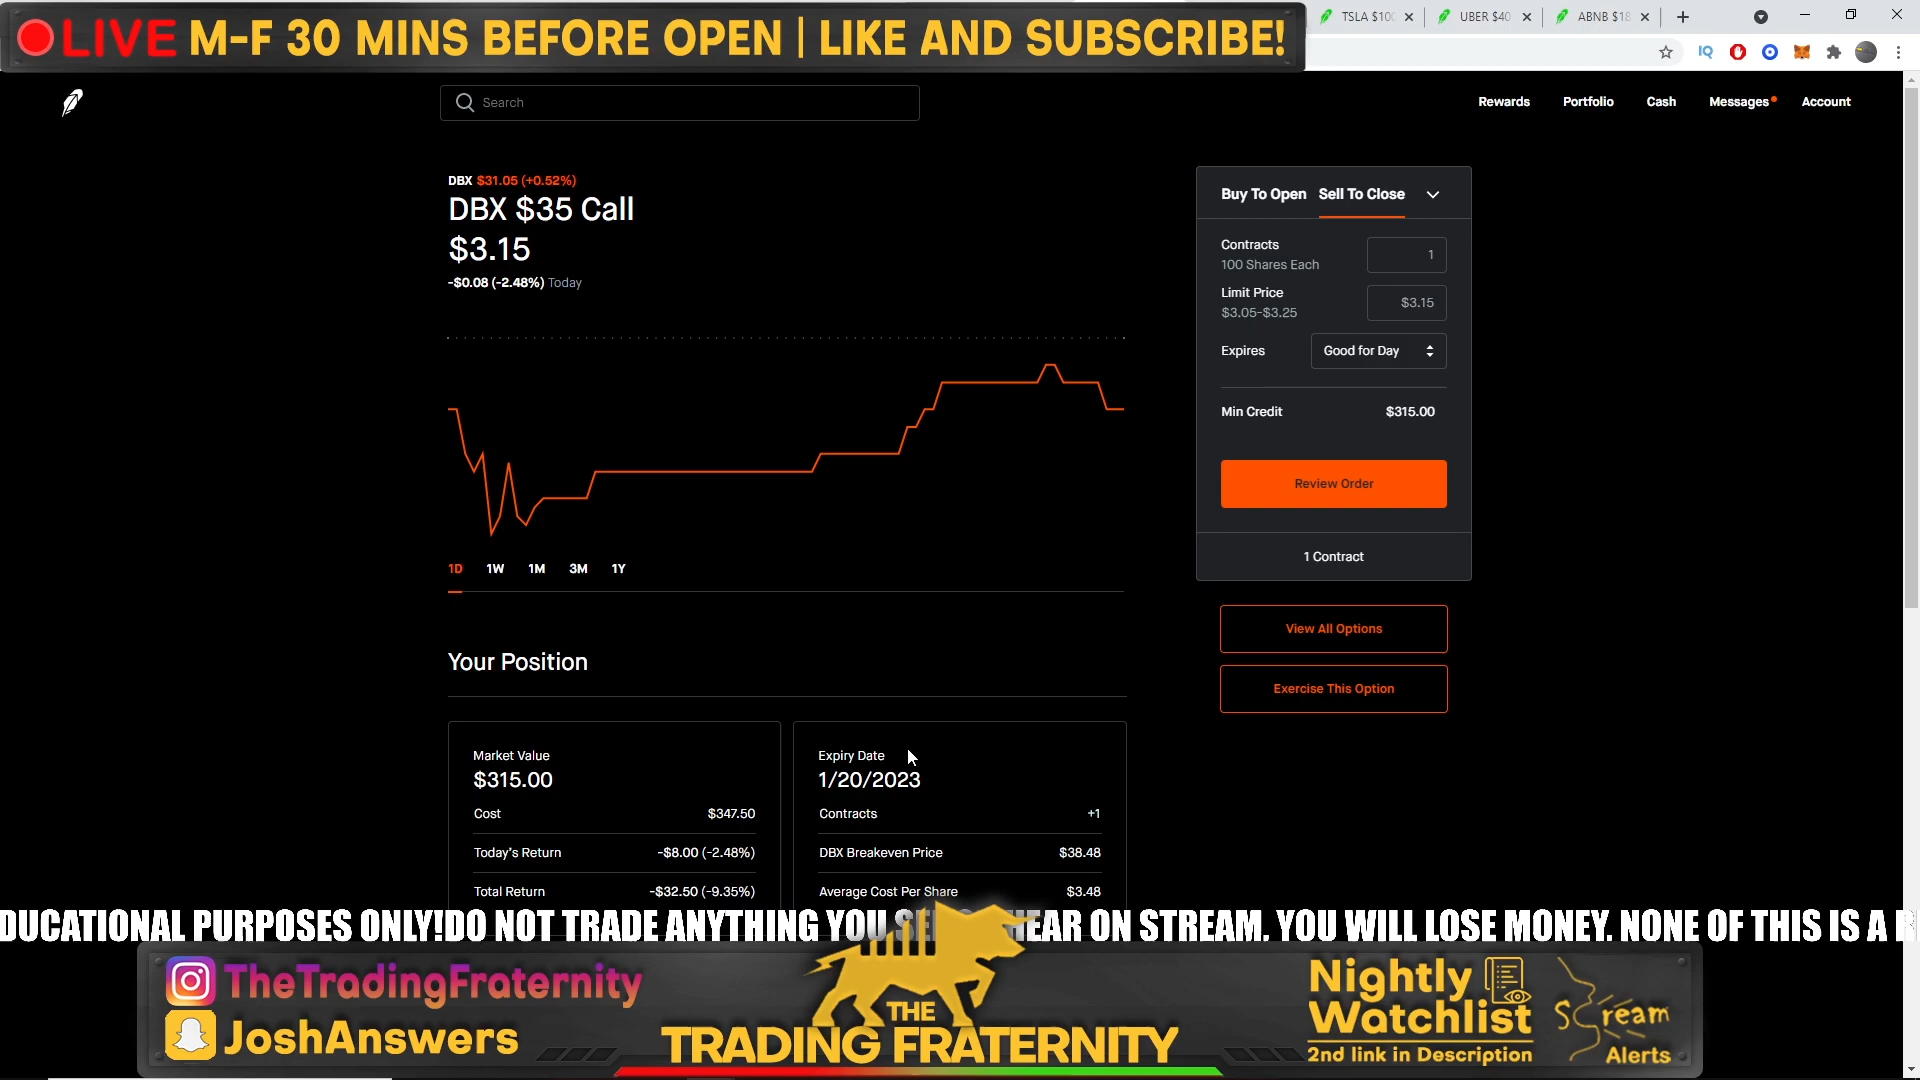 LIVE M-F 30 MINS BEFORE OPEN | LIKE AND SUBSCRIBE!
TSLA $100
UBER $40
ABNB $18
IQ
Search
Rewards
Portfolio
Cash
Messages
Account
DBX $31.05 (+0.52%)
DBX $35 Call
$3.15
-$0.08 (-2.48%) Today
1D 1W 1M 3M 1Y
Buy To Open Sell To Close
Contracts 1
100 Shares Each
Limit Price $3.15
$3.05-$3.25
Expires Good for Day
Min Credit $315.00
Review Order
1 Contract
View All Options
Exercise This Option
Your Position
Market Value
$315.00
Cost $347.50
Today's Return -$8.00 (-2.48%)
Total Return -$32.50 (-9.35%)
Expiry Date
1/20/2023
Contracts +1
DBX Breakeven Price $38.48
Average Cost Per Share $3.48
DUCATIONAL PURPOSES ONLY!DO NOT TRADE ANYTHING YOU HEAR ON STREAM. YOU WILL LOSE MONEY. NONE OF THIS IS A
TheTradingFraternity
JoshAnswers
THE
TRADING FRATERNITY
Nightly
Watchlist
2nd link in Description
Scream
Alerts